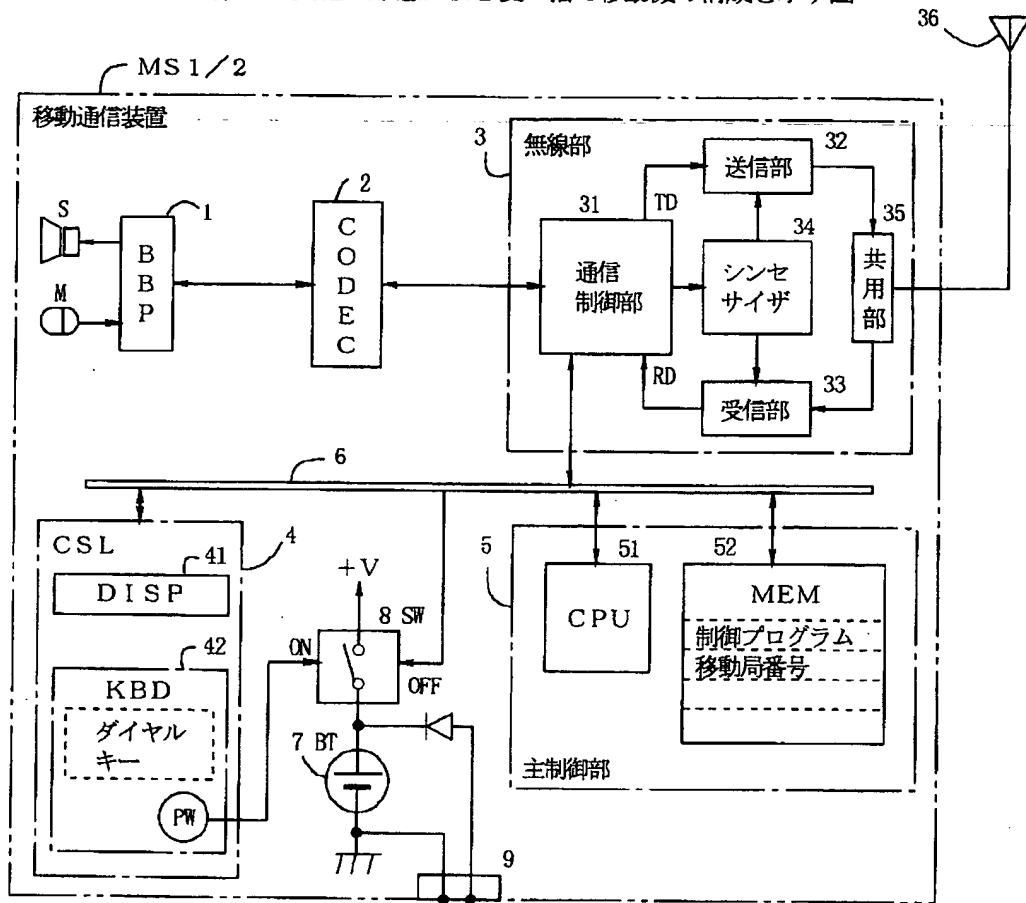 36
MS1/2
移動通信装置
3
無線部
32
送信部
S
1
BBP
M
2
CODEC
31
TD
通信
制御部
34
シンセ
サイザ
35
共用部
RD
33
受信部
6
CSL
4
41
DISP
42
KBD
ダイヤル
キー
PW
+V
8 SW
ON
OFF
7 BT
9
5
51
CPU
52
MEM
制御プログラム
移動局番号
主制御部